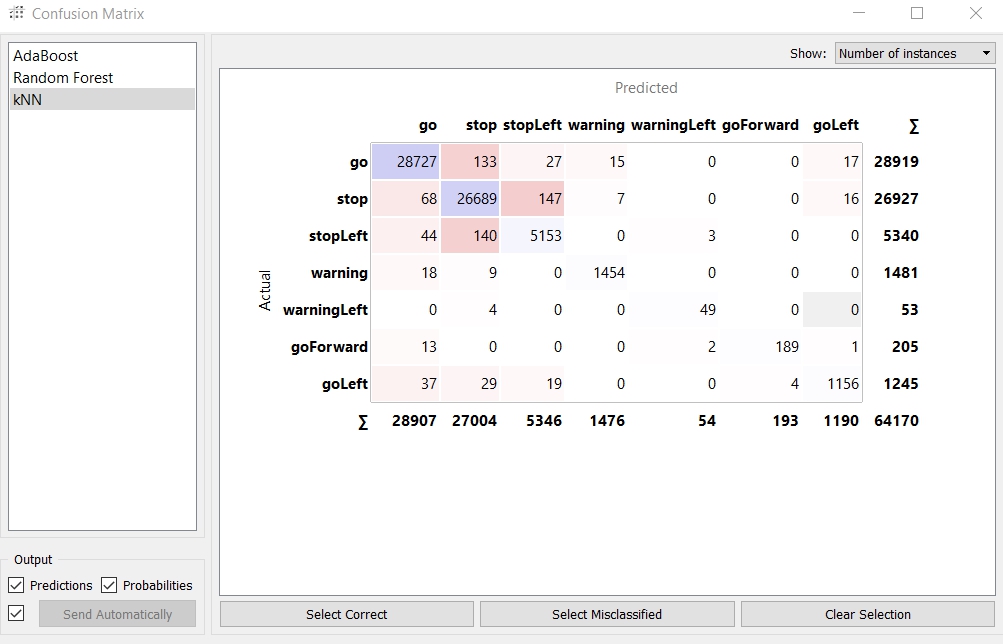 Confusion Matrix
AdaBoost
Random Forest
kNN
Show: Number of instances
Predicted
go stop stopLeft warning warningLeft goForward goLeft Σ
go 28727 133 27 15 0 0 17 28919
stop 68 26689 147 7 0 0 16 26927
stopLeft 44 140 5153 0 3 0 0 5340
warning 18 9 0 1454 0 0 0 1481
Actual
warningLeft 0 4 0 0 49 0 0 53
goForward 13 0 0 0 2 189 1 205
goLeft 37 29 19 0 0 4 1156 1245
Σ 28907 27004 5346 1476 54 193 1190 64170
Output
Predictions Probabilities
Send Automatically
Select Correct Select Misclassified Clear Selection